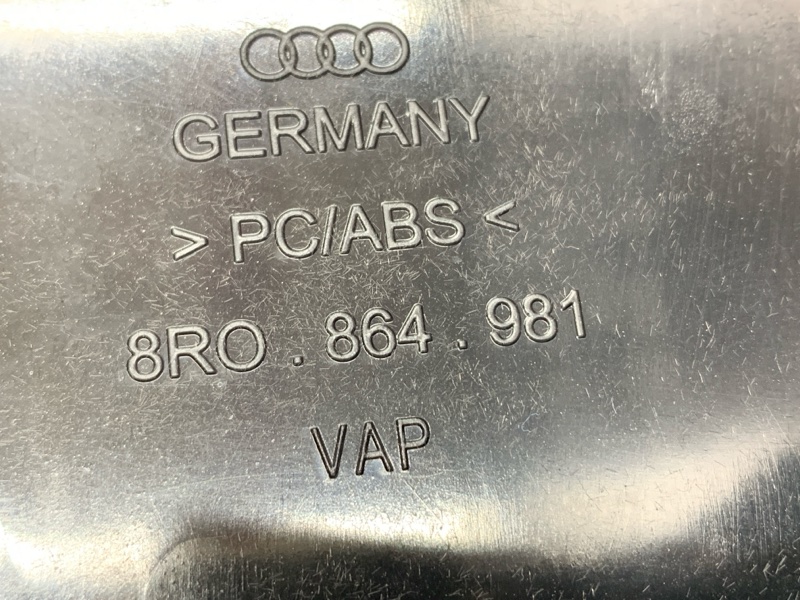 GERMANY
> PC/ABS <
8RO . 864 . 981
VAP